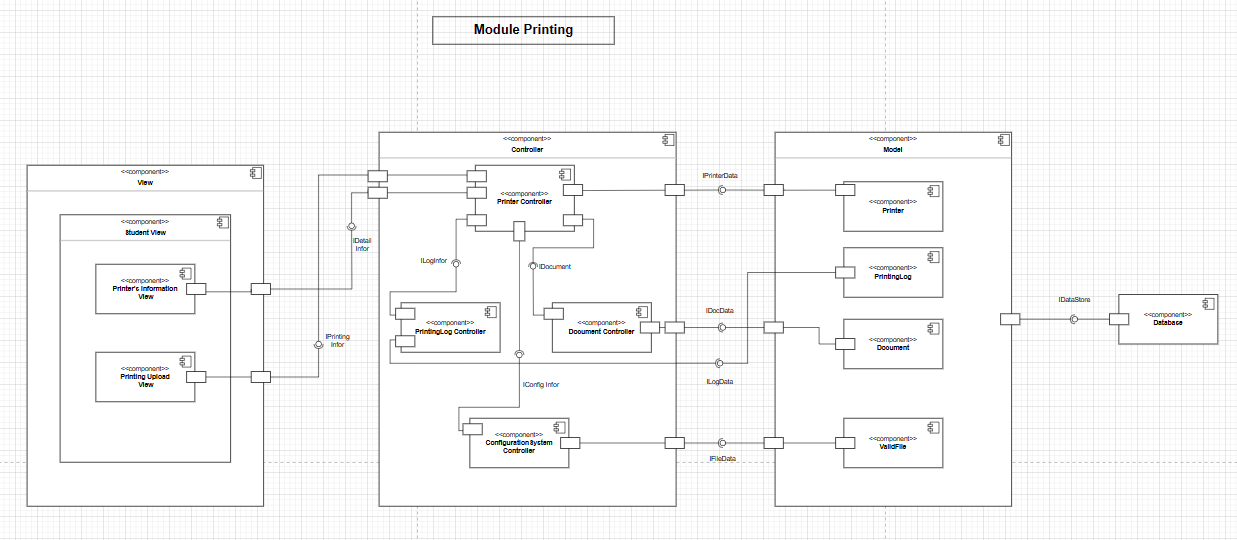 Module Printing
<<component>>
View
<<component>>
Student View
<<component>>
Printer's Information
View
<<component>>
Printing Upload
View
IDetail
Infor
IPrinting
Infor
<<component>>
Controller
<<component>>
Printer Controller
ILogInfor
IDocument
<<component>>
PrintingLog Controller
<<component>>
Document Controller
IConfig Infor
<<component>>
Configuration System
Controller
IPrinterData
IDocData
ILogData
IFileData
<<component>>
Model
<<component>>
Printer
<<component>>
PrintingLog
<<component>>
Document
<<component>>
ValidFile
IDataStore
<<component>>
Database